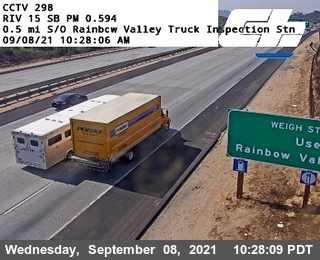 CCTV 298
RIV 15 SB PM 0.594
0.5 mi S/O Rainbow Valley Truck Inspection Stn
09/08/21 10:28:06 AM
PENSKE
WEIGH ST
Use
Rainbow Val
Wednesday, September 08, 2021 10:28:09 PDT